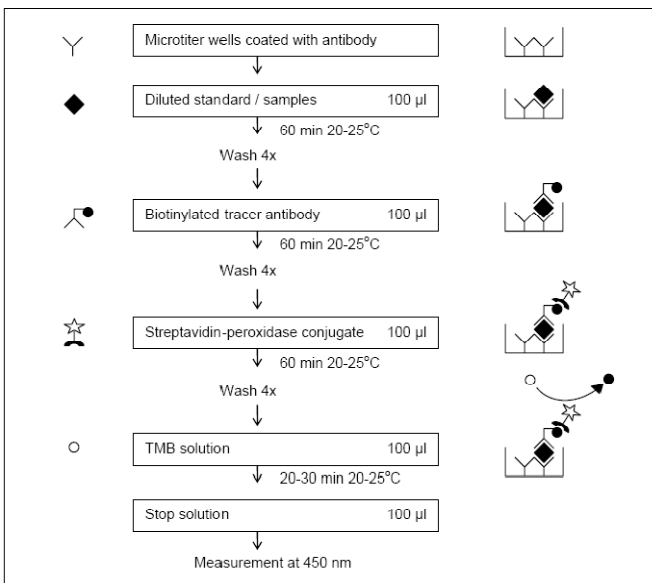 Microtiter wells coated with antibody
Diluted standard / samples 100 µl
60 min 20-25°C
Wash 4x
Biotinylated tracer antibody 100 µl
60 min 20-25°C
Wash 4x
Streptavidin-peroxidase conjugate 100 µl
60 min 20-25°C
Wash 4x
TMB solution 100 µl
20-30 min 20-25°C
Stop solution 100 µl
Measurement at 450 nm